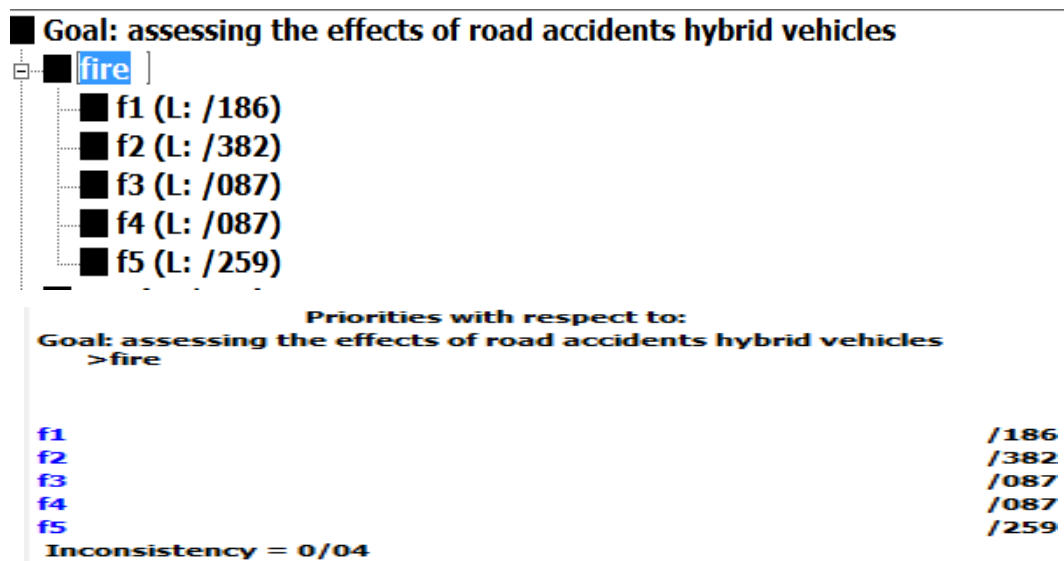 Goal: assessing the effects of road accidents hybrid vehicles
fire
f1 (L: /186)
f2 (L: /382)
f3 (L: /087)
f4 (L: /087)
f5 (L: /259)
Priorities with respect to:
Goal: assessing the effects of road accidents hybrid vehicles
>fire
f1 /186
f2 /382
f3 /087
f4 /087
f5 /259
Inconsistency = 0/04